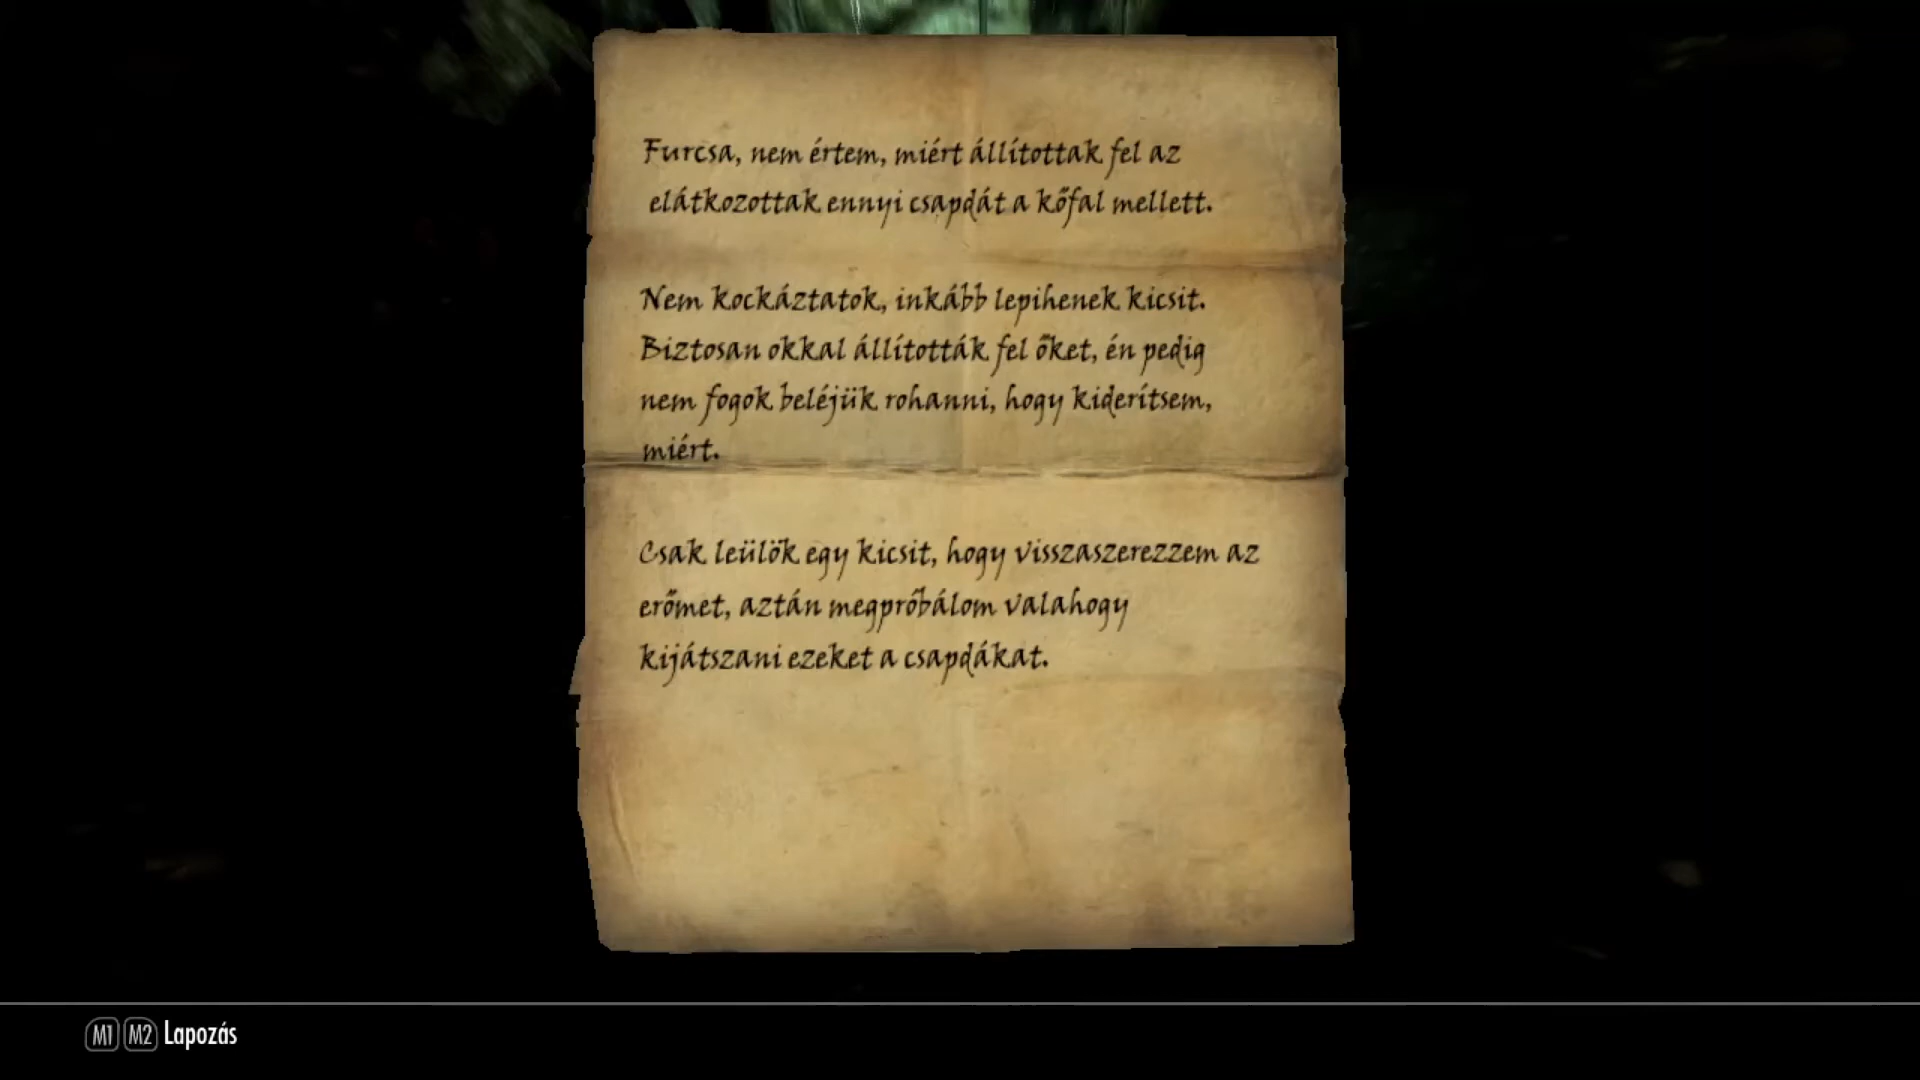 Furcsa, nem értem, miért állítottak fel az
elátkozottak ennyi csapdát a kőfal mellett.
Nem kockáztatok, inkább lepihenek kicsit.
Biztosan okkal állították fel őket, én pedig
nem fogok beléjük rohanni, hogy kiderítsem,
miért.
Csak leülök egy kicsit, hogy visszaszerezzem az
erőmet, aztán megpróbálom valahogy
kijátszani ezeket a csapdákat.
M1 M2 Lapozás